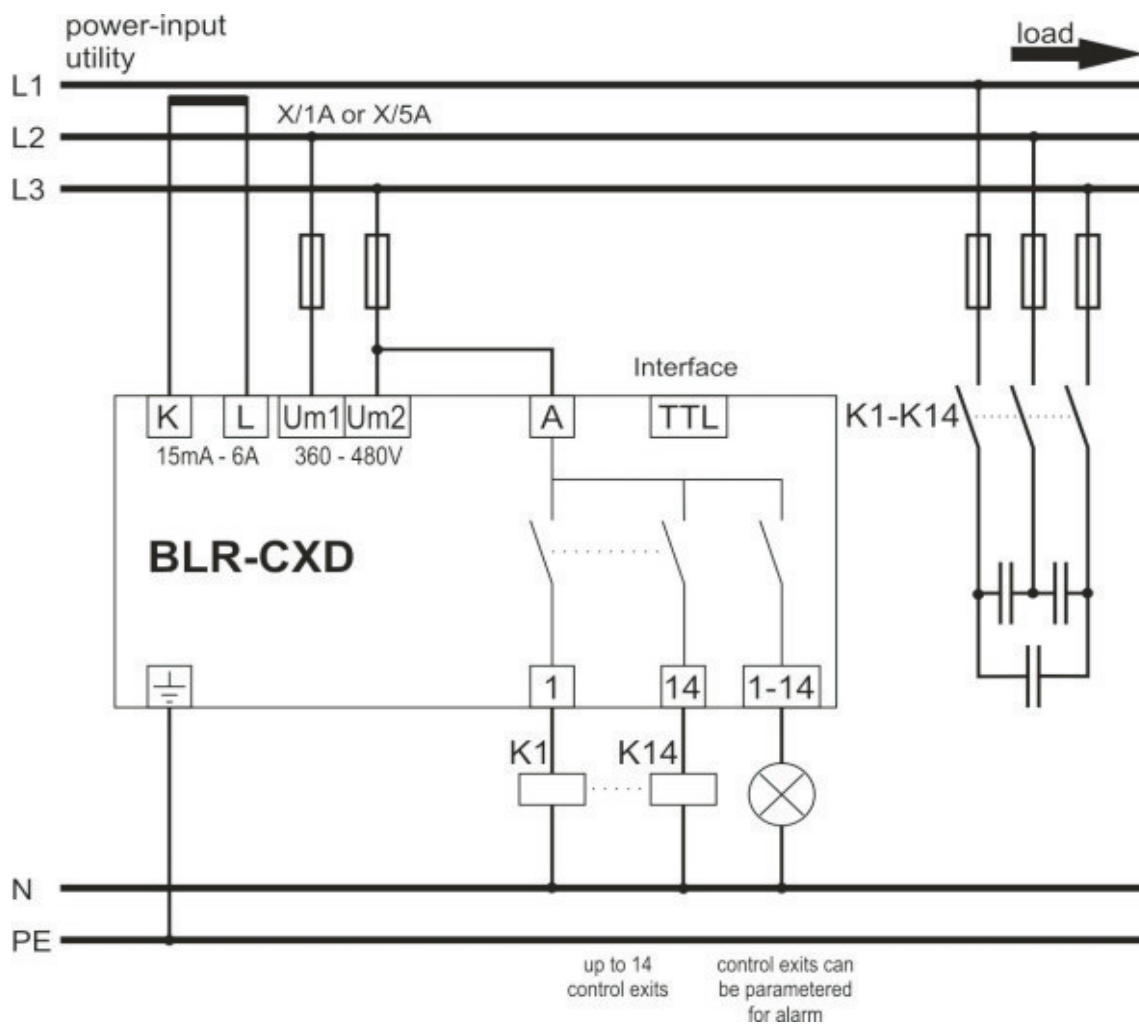 power-input
utility
load
L1
X/1A or X/5A
L2
L3
Interface
K L Um1 Um2 A TTL K1-K14
15mA - 6A 360 - 480V
BLR-CXD
1 14 1-14
K1 K14
N
PE
up to 14
control exits
control exits can
be parametered
for alarm